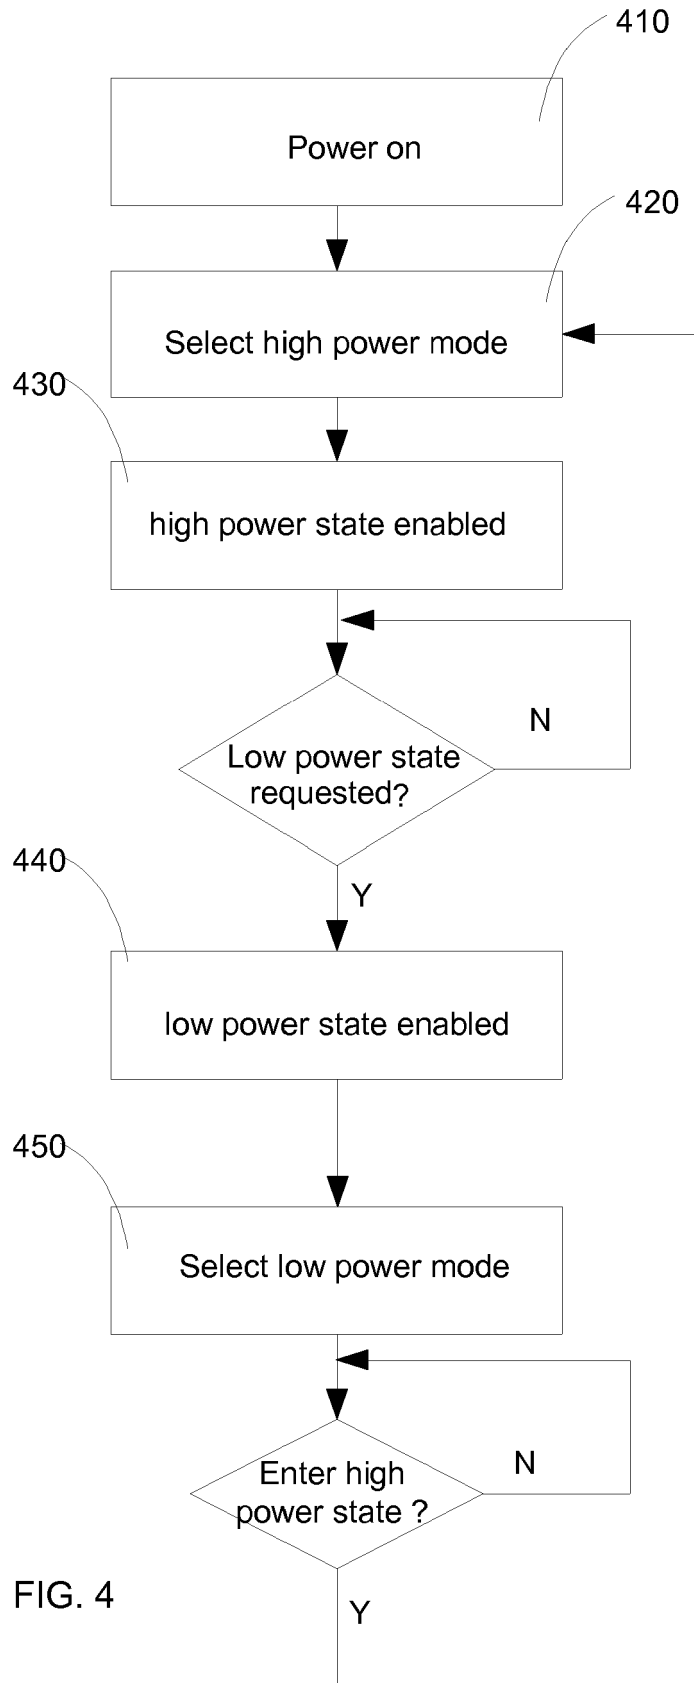 410
Power on
420
Select high power mode
430
high power state enabled
N
Low power state
requested?
440
Y
low power state enabled
450
Select low power mode
N
Enter high
power state ?
FIG. 4
Y